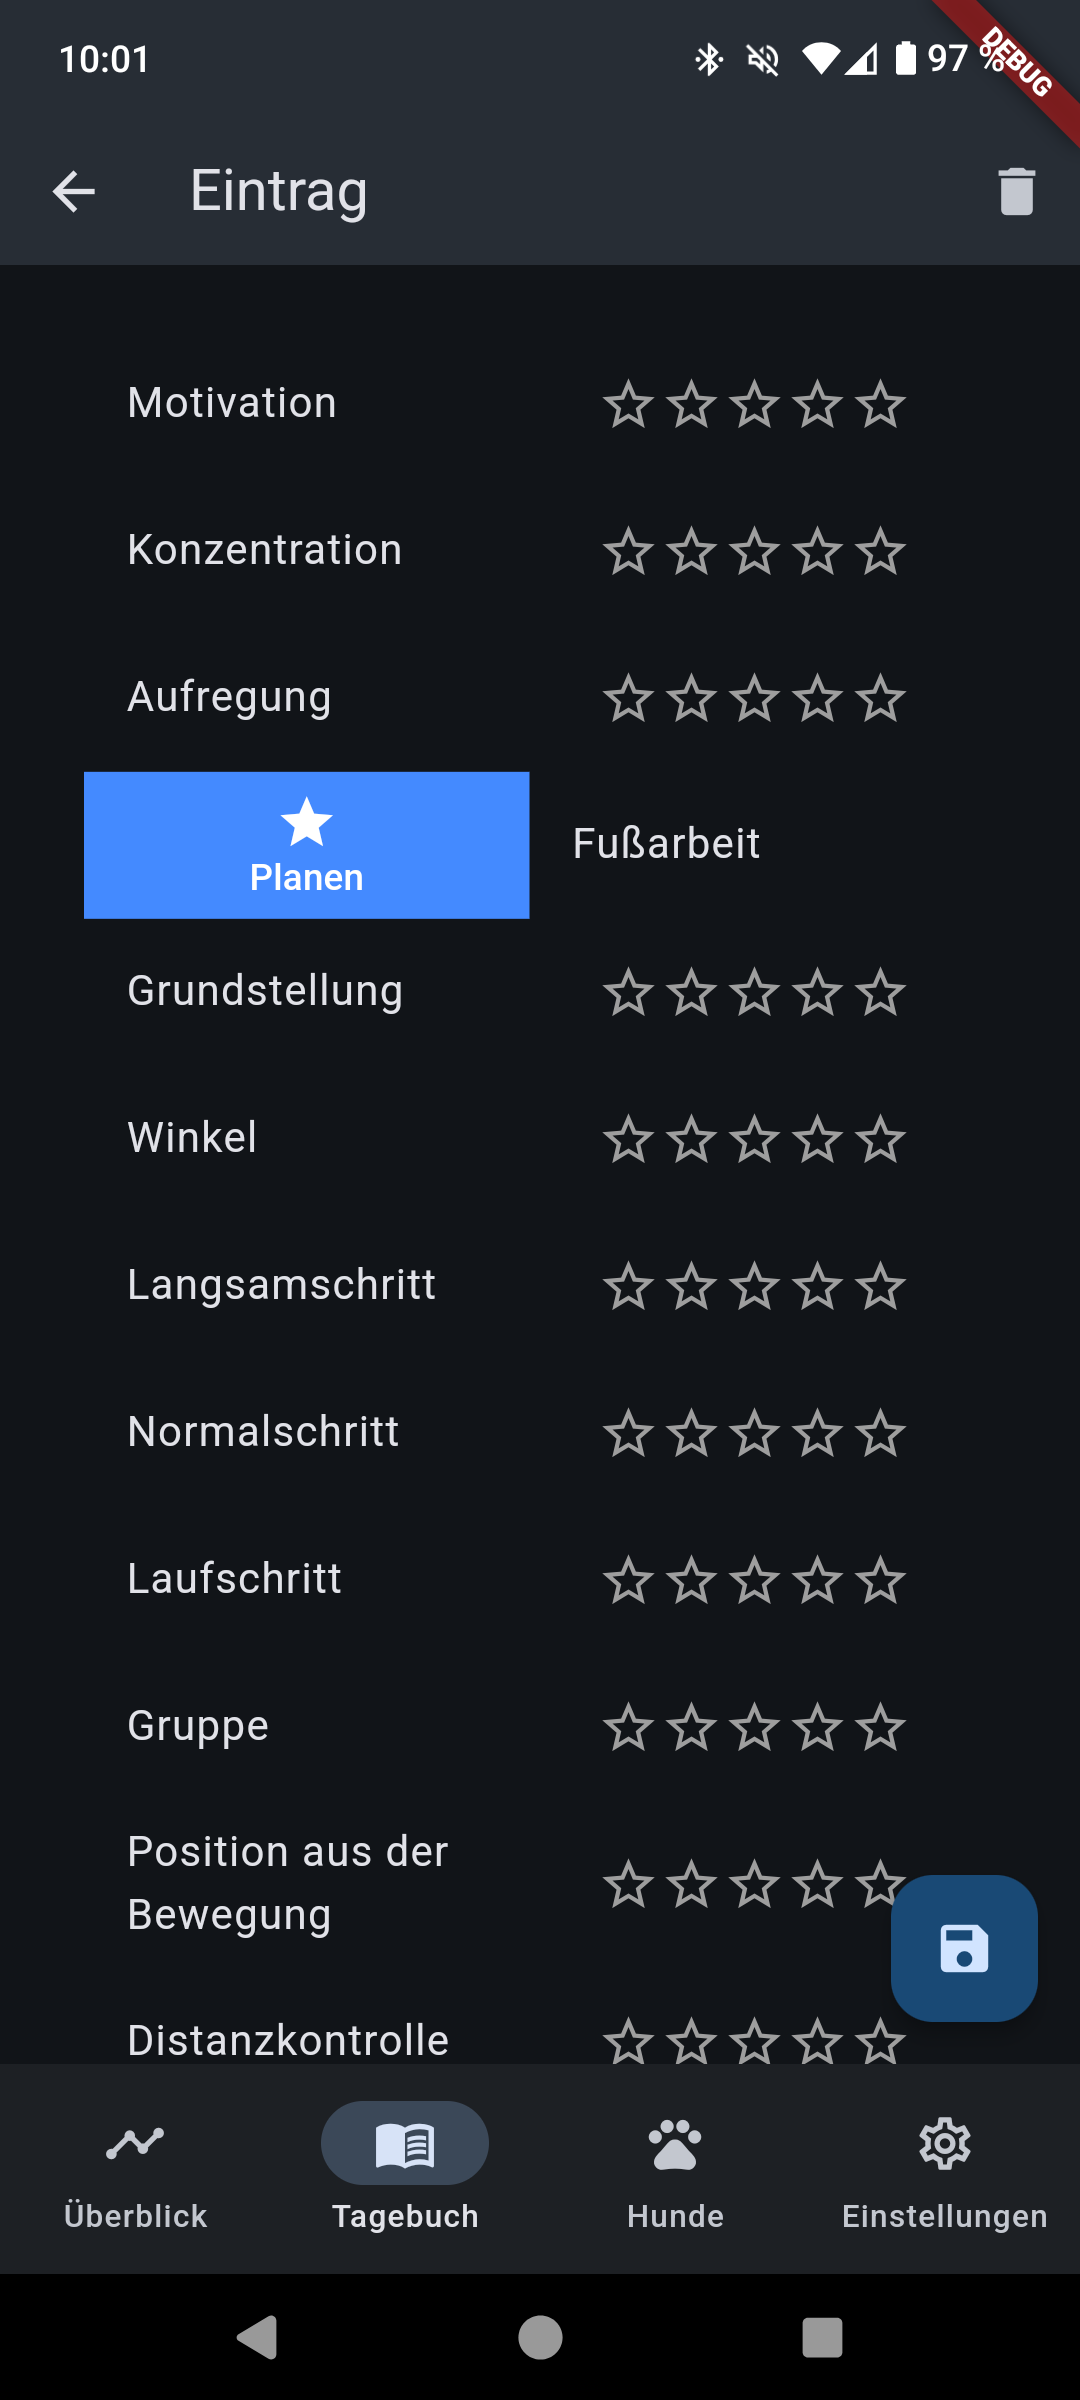 10:01
97 %
DEBUG
Eintrag
Motivation
Konzentration
Aufregung
Planen
Fußarbeit
Grundstellung
Winkel
Langsamschritt
Normalschritt
Laufschritt
Gruppe
Position aus der
Bewegung
Distanzkontrolle
Überblick
Tagebuch
Hunde
Einstellungen